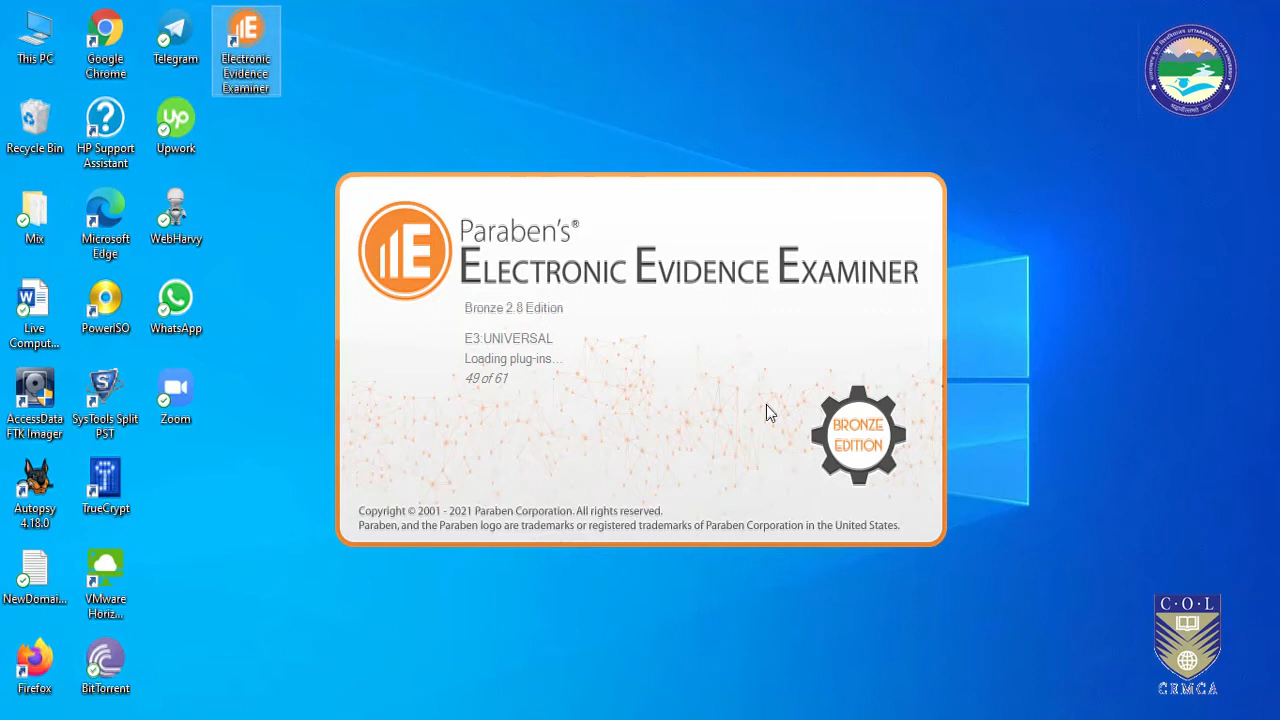 This PC
Google
Chrome
Telegram
Electronic
Evidence
Examiner
Recycle Bin
HP Support
Assistant
Upwork
Mix
Microsoft
Edge
WebHarvy
Live
Comput...
PowerISO
WhatsApp
AccessData
FTK Imager
SysTools Split
PST
Zoom
Autopsy
4.18.0
TrueCrypt
NewDomai...
VMware
Horiz...
Firefox
BitTorrent
Paraben's®
ELECTRONIC EVIDENCE EXAMINER
Bronze 2.8 Edition
E3:UNIVERSAL
Loading plug-ins...
49 of 61
BRONZE
EDITION
Copyright © 2001 - 2021 Paraben Corporation. All rights reserved.
Paraben, and the Paraben logo are trademarks or registered trademarks of Paraben Corporation in the United States.
C·O·L
CEMCA